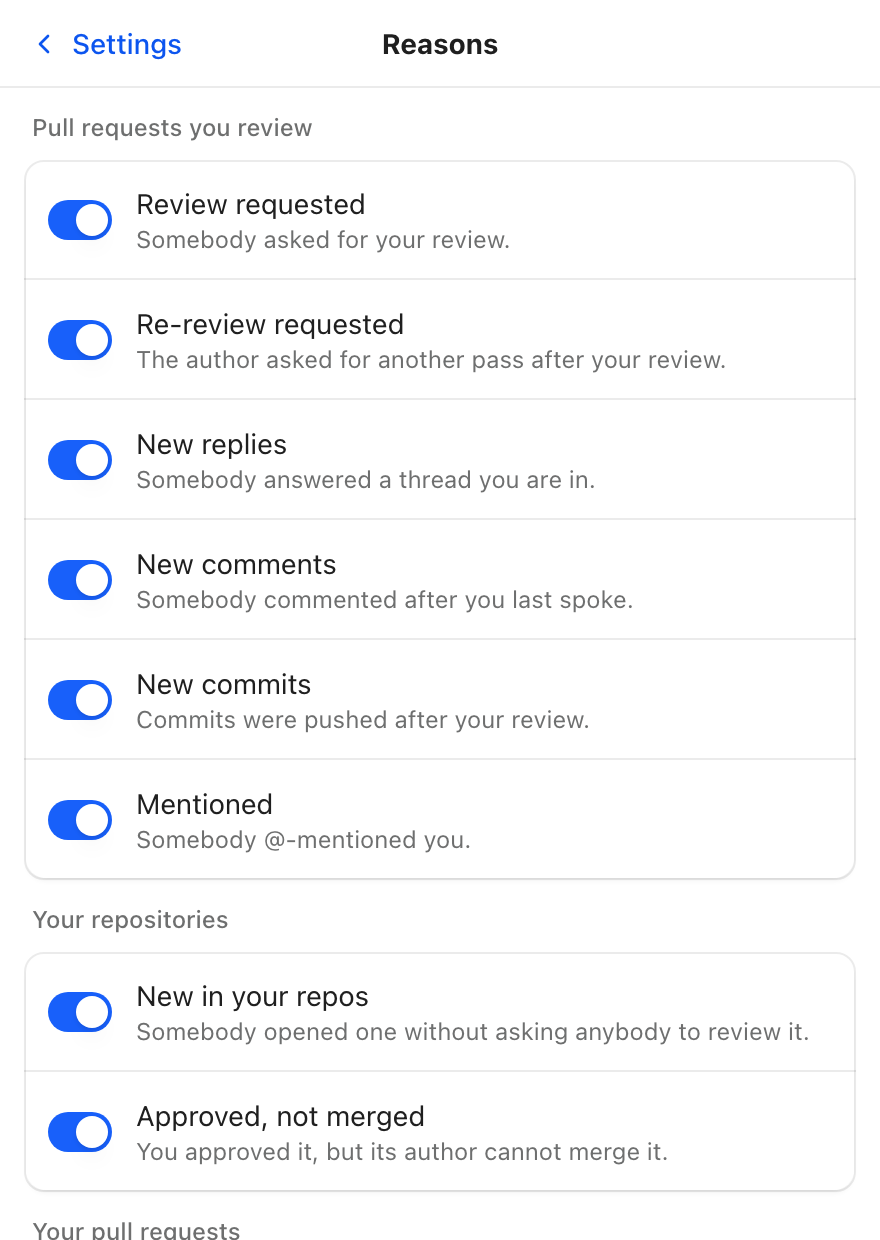 Settings
Reasons
Pull requests you review
Review requested
Somebody asked for your review.
Re-review requested
The author asked for another pass after your review.
New replies
Somebody answered a thread you are in.
New comments
Somebody commented after you last spoke.
New commits
Commits were pushed after your review.
Mentioned
Somebody @-mentioned you.
Your repositories
New in your repos
Somebody opened one without asking anybody to review it.
Approved, not merged
You approved it, but its author cannot merge it.
Your pull requests